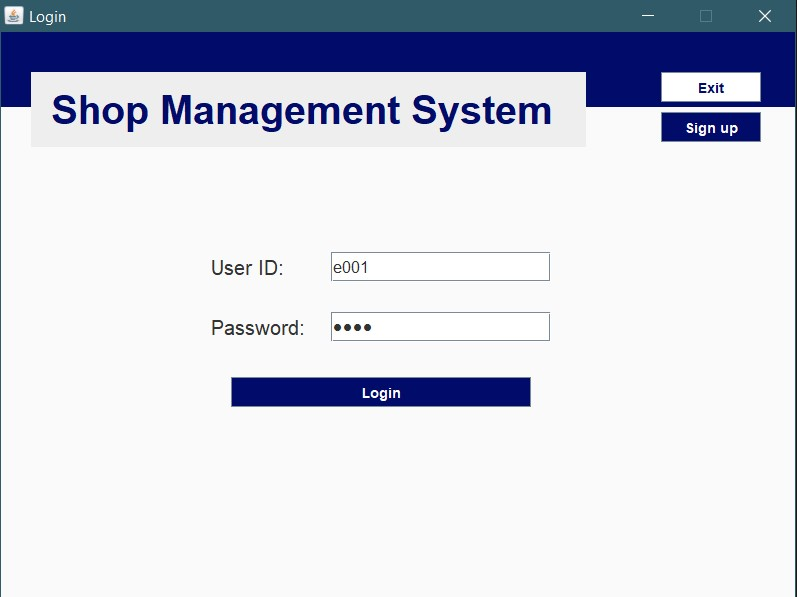 Login
Exit
Shop Management System
Sign up
User ID:
e001
Password:
••••
Login